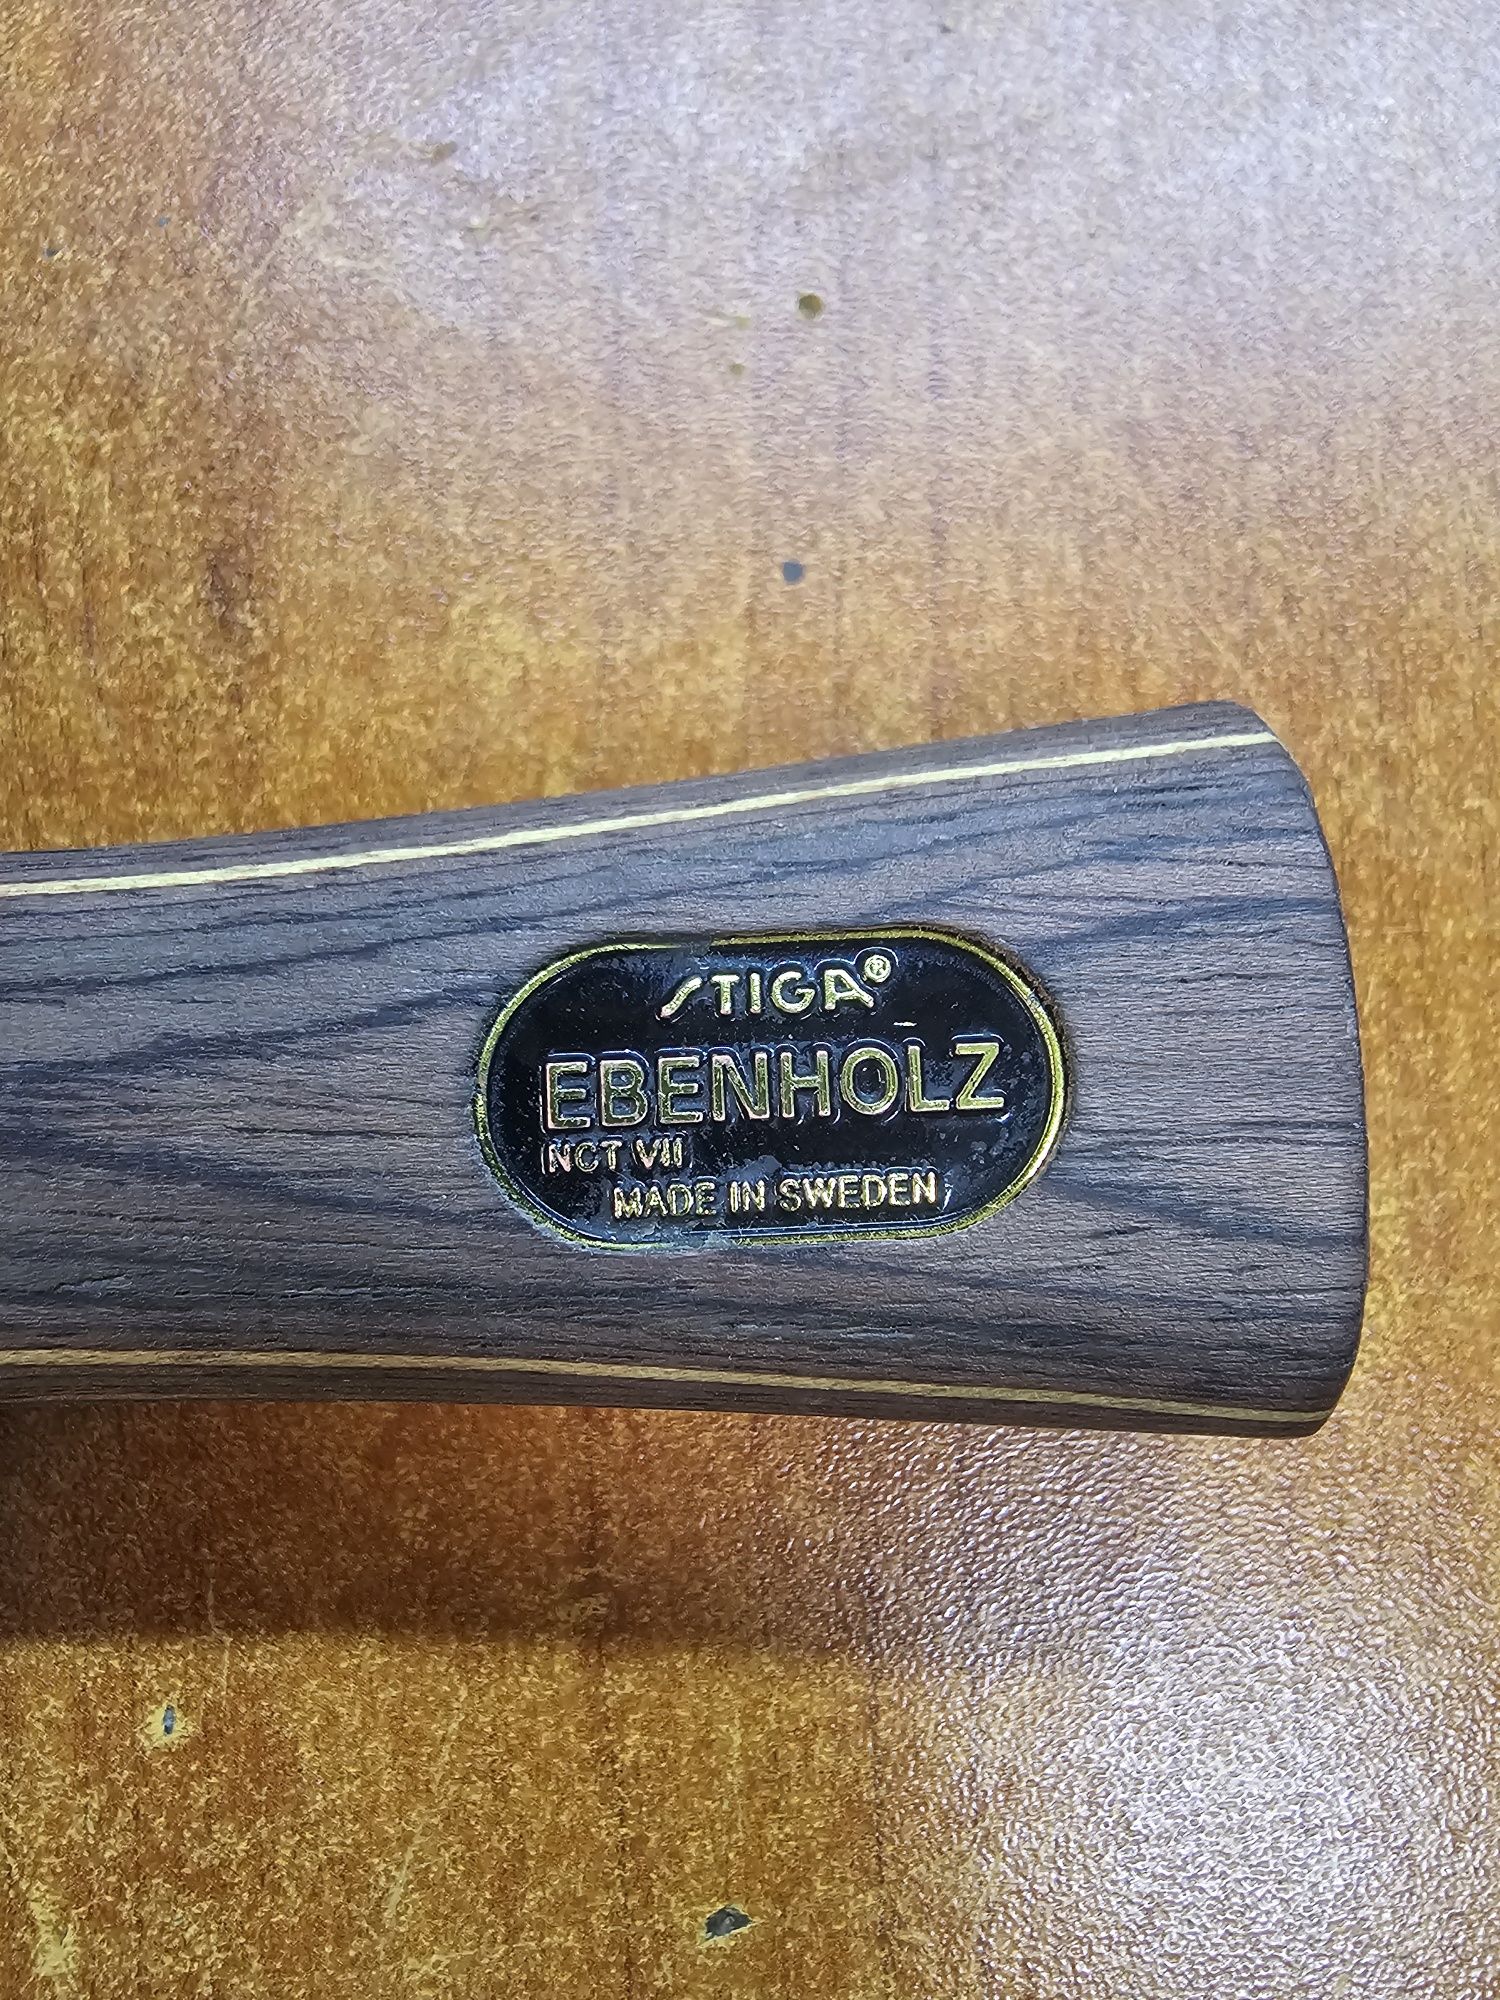 STIGA®
EBENHOLZ
NCT VII
MADE IN SWEDEN